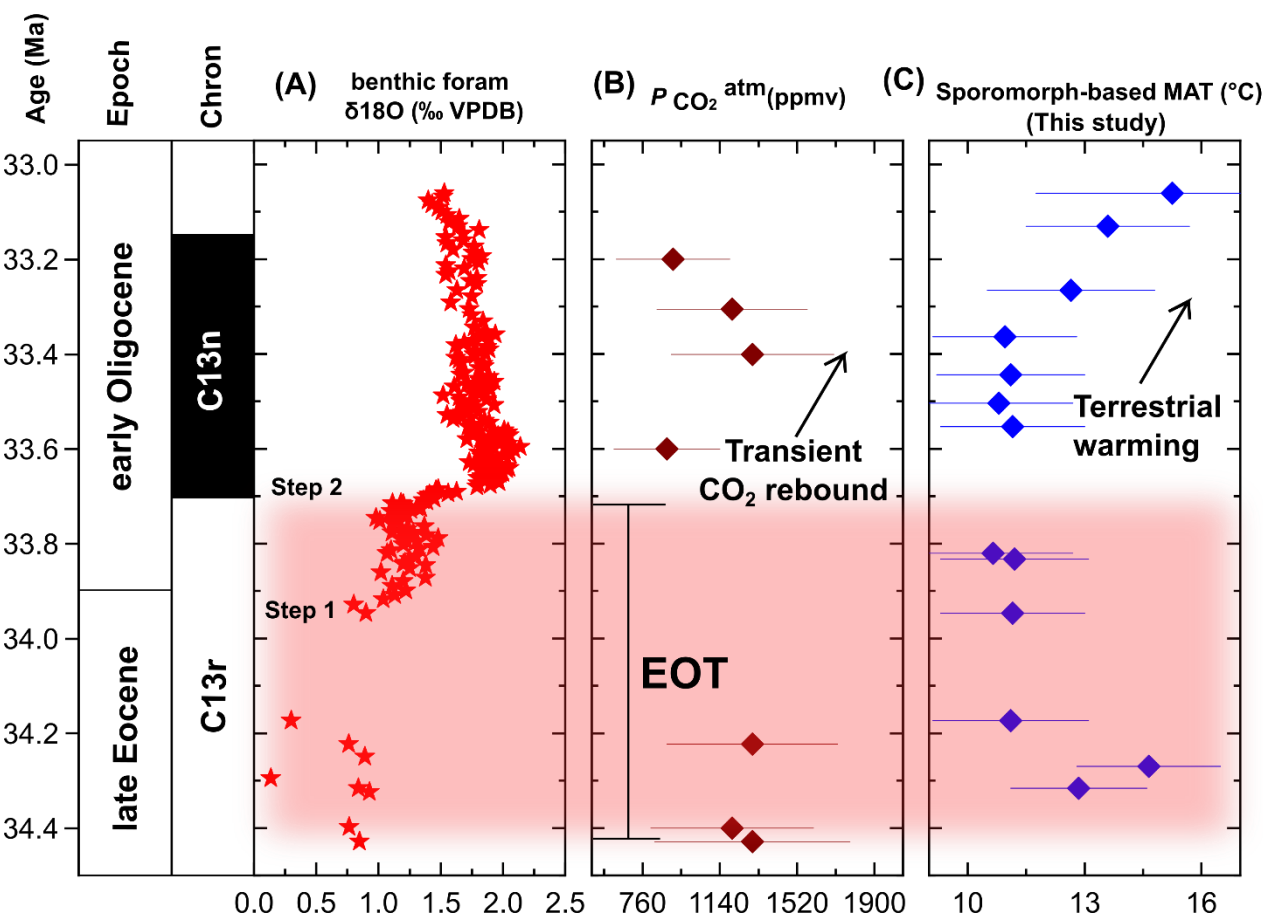 Age (Ma)
Epoch
Chron
(A)
benthic foram
δ18O (‰ VPDB)
(B)
P CO₂ atm(ppmv)
(C)
Sporomorph-based MAT (°C)
(This study)
33.0
33.2
33.4
33.6
33.8
34.0
34.2
34.4
early Oligocene
late Eocene
C13n
C13r
Step 2
Step 1
Transient
CO₂ rebound
EOT
Terrestrial
warming
0.0 0.5 1.0 1.5 2.0 2.5
760 1140 1520 1900
10 13 16